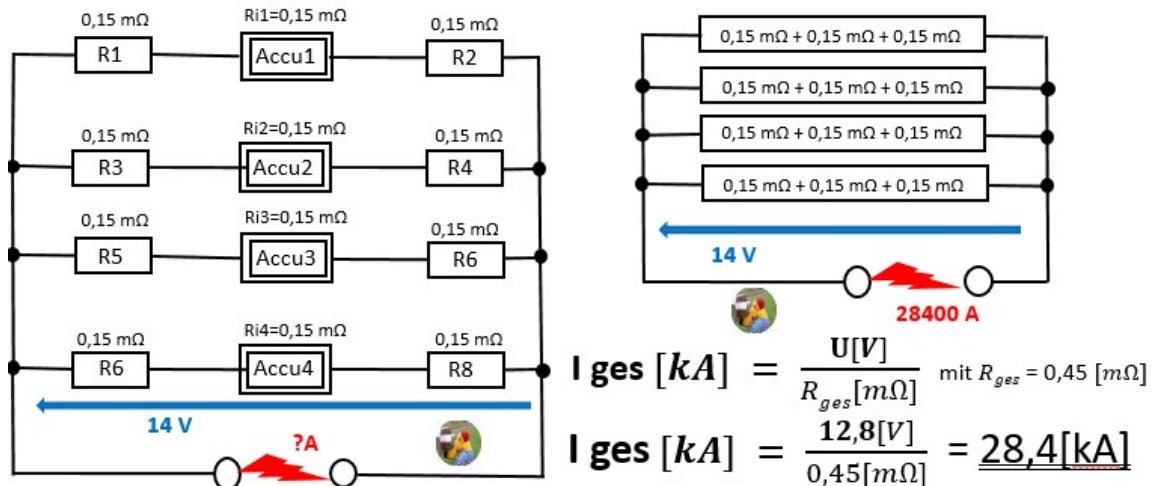 0,15 mΩ Ri1=0,15 mΩ 0,15 mΩ
R1 Accu1 R2
0,15 mΩ Ri2=0,15 mΩ 0,15 mΩ
R3 Accu2 R4
0,15 mΩ Ri3=0,15 mΩ 0,15 mΩ
R5 Accu3 R6
0,15 mΩ Ri4=0,15 mΩ 0,15 mΩ
R6 Accu4 R8
14 V
?A
0,15 mΩ + 0,15 mΩ + 0,15 mΩ
0,15 mΩ + 0,15 mΩ + 0,15 mΩ
0,15 mΩ + 0,15 mΩ + 0,15 mΩ
0,15 mΩ + 0,15 mΩ + 0,15 mΩ
14 V
28400 A
I ges [kA] = U[V] / R_ges[mΩ] mit R_ges = 0,45 [mΩ]
I ges [kA] = 12,8[V] / 0,45[mΩ] = 28,4[kA]